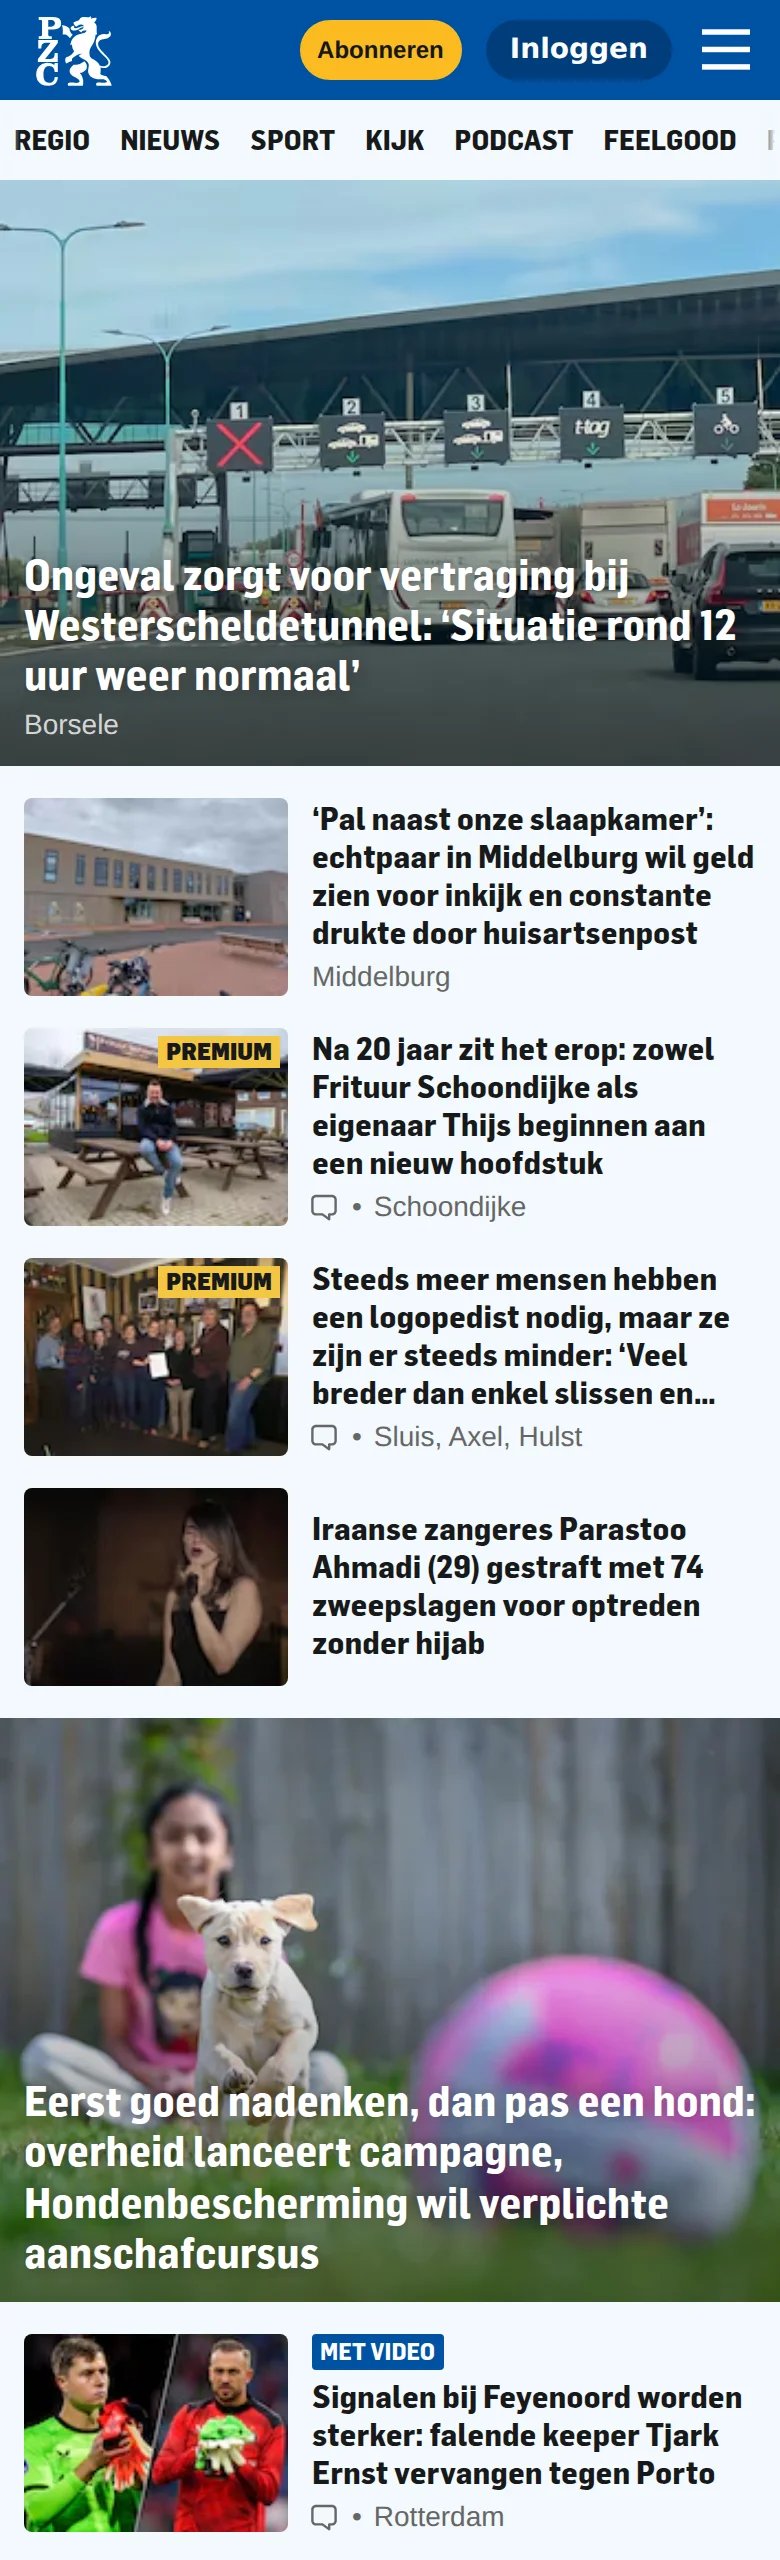 PZC
Abonneren
Inloggen
REGIO NIEUWS SPORT KIJK PODCAST FEELGOOD
1
2
3
4
5
t-tag
Ongeval zorgt voor vertraging bij
Westerscheldetunnel: ‘Situatie rond 12
uur weer normaal’
Borsele
‘Pal naast onze slaapkamer’:
echtpaar in Middelburg wil geld
zien voor inkijk en constante
drukte door huisartsenpost
Middelburg
PREMIUM
Na 20 jaar zit het erop: zowel
Frituur Schoondijke als
eigenaar Thijs beginnen aan
een nieuw hoofdstuk
• Schoondijke
PREMIUM
Steeds meer mensen hebben
een logopedist nodig, maar ze
zijn er steeds minder: ‘Veel
breder dan enkel slissen en...
• Sluis, Axel, Hulst
Iraanse zangeres Parastoo
Ahmadi (29) gestraft met 74
zweepslagen voor optreden
zonder hijab
Eerst goed nadenken, dan pas een hond:
overheid lanceert campagne,
Hondenbescherming wil verplichte
aanschafcursus
MET VIDEO
Signalen bij Feyenoord worden
sterker: falende keeper Tjark
Ernst vervangen tegen Porto
• Rotterdam